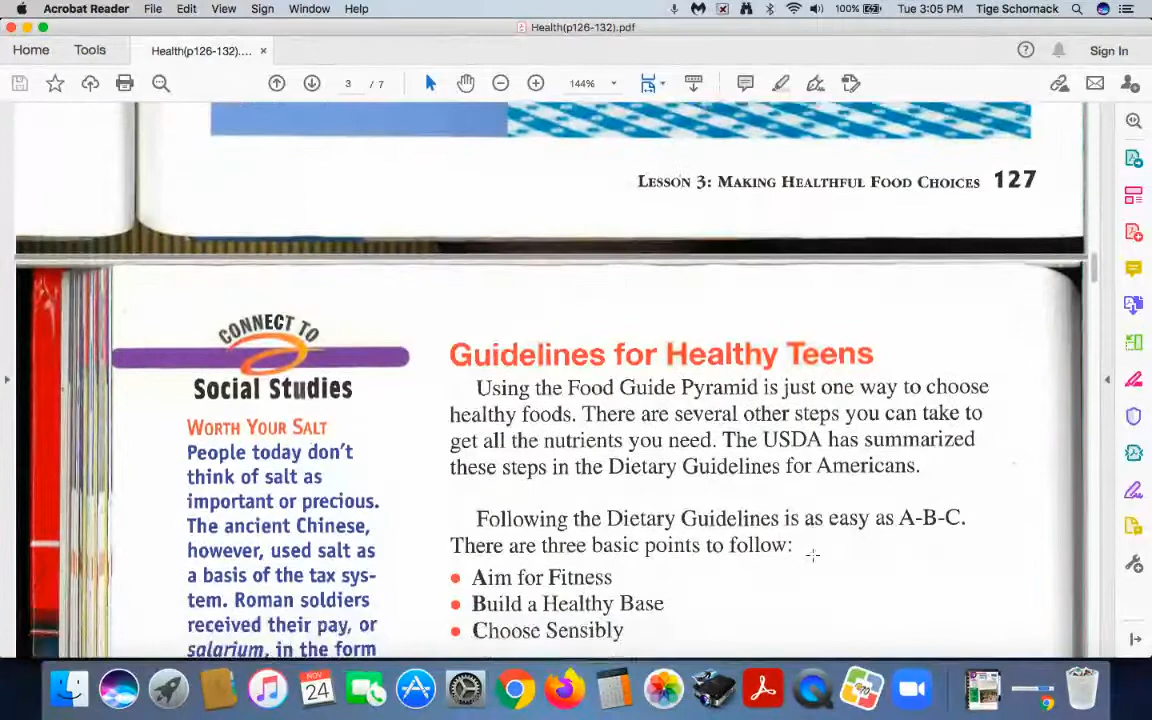 Acrobat Reader File Edit View Sign Window Help 100% Tue 3:05 PM Tige Schornack
Health(p126-132).pdf
Home Tools Health(p126-132).... × Sign In
3 / 7 144%
LESSON 3: MAKING HEALTHFUL FOOD CHOICES 127
CONNECT TO
Social Studies
WORTH YOUR SALT
People today don't
think of salt as
important or precious.
The ancient Chinese,
however, used salt as
a basis of the tax sys-
tem. Roman soldiers
received their pay, or
salarium, in the form
Guidelines for Healthy Teens
Using the Food Guide Pyramid is just one way to choose
healthy foods. There are several other steps you can take to
get all the nutrients you need. The USDA has summarized
these steps in the Dietary Guidelines for Americans.
Following the Dietary Guidelines is as easy as A-B-C.
There are three basic points to follow:
• Aim for Fitness
• Build a Healthy Base
• Choose Sensibly
NOV
24